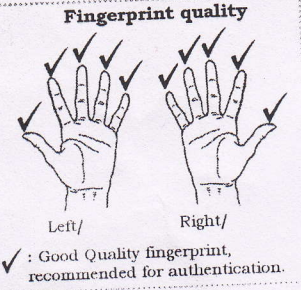 Fingerprint quality
Left/
Right/
✓ : Good Quality fingerprint,
recommended for authentication.